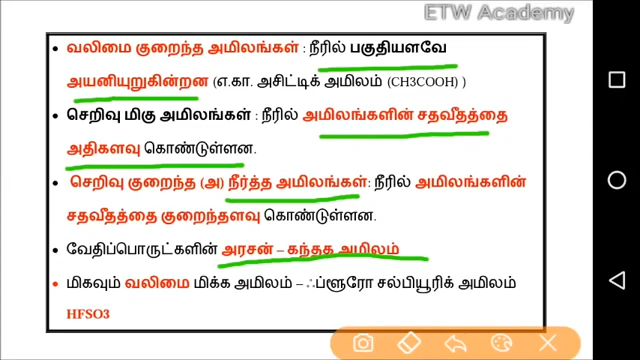 ETW Academy
• வலிமை குறைந்த அமிலங்கள் : நீரில் பகுதியளவே
அயனியுறுகின்றன (எ.கா. அசிட்டிக் அமிலம் (CH3COOH) )
• செறிவு மிகு அமிலங்கள் : நீரில் அமிலங்களின் சதவீதத்தை
அதிகளவு கொண்டுள்ளன.
• செறிவு குறைந்த (அ) நீர்த்த அமிலங்கள்: நீரில் அமிலங்களின்
சதவீதத்தை குறைந்தளவு கொண்டுள்ளன.
• வேதிப்பொருட்களின் அரசன் – கந்தக அமிலம்
• மிகவும் வலிமை மிக்க அமிலம் – ஃப்ளூரோ சல்பியூரிக் அமிலம்
HFSO3